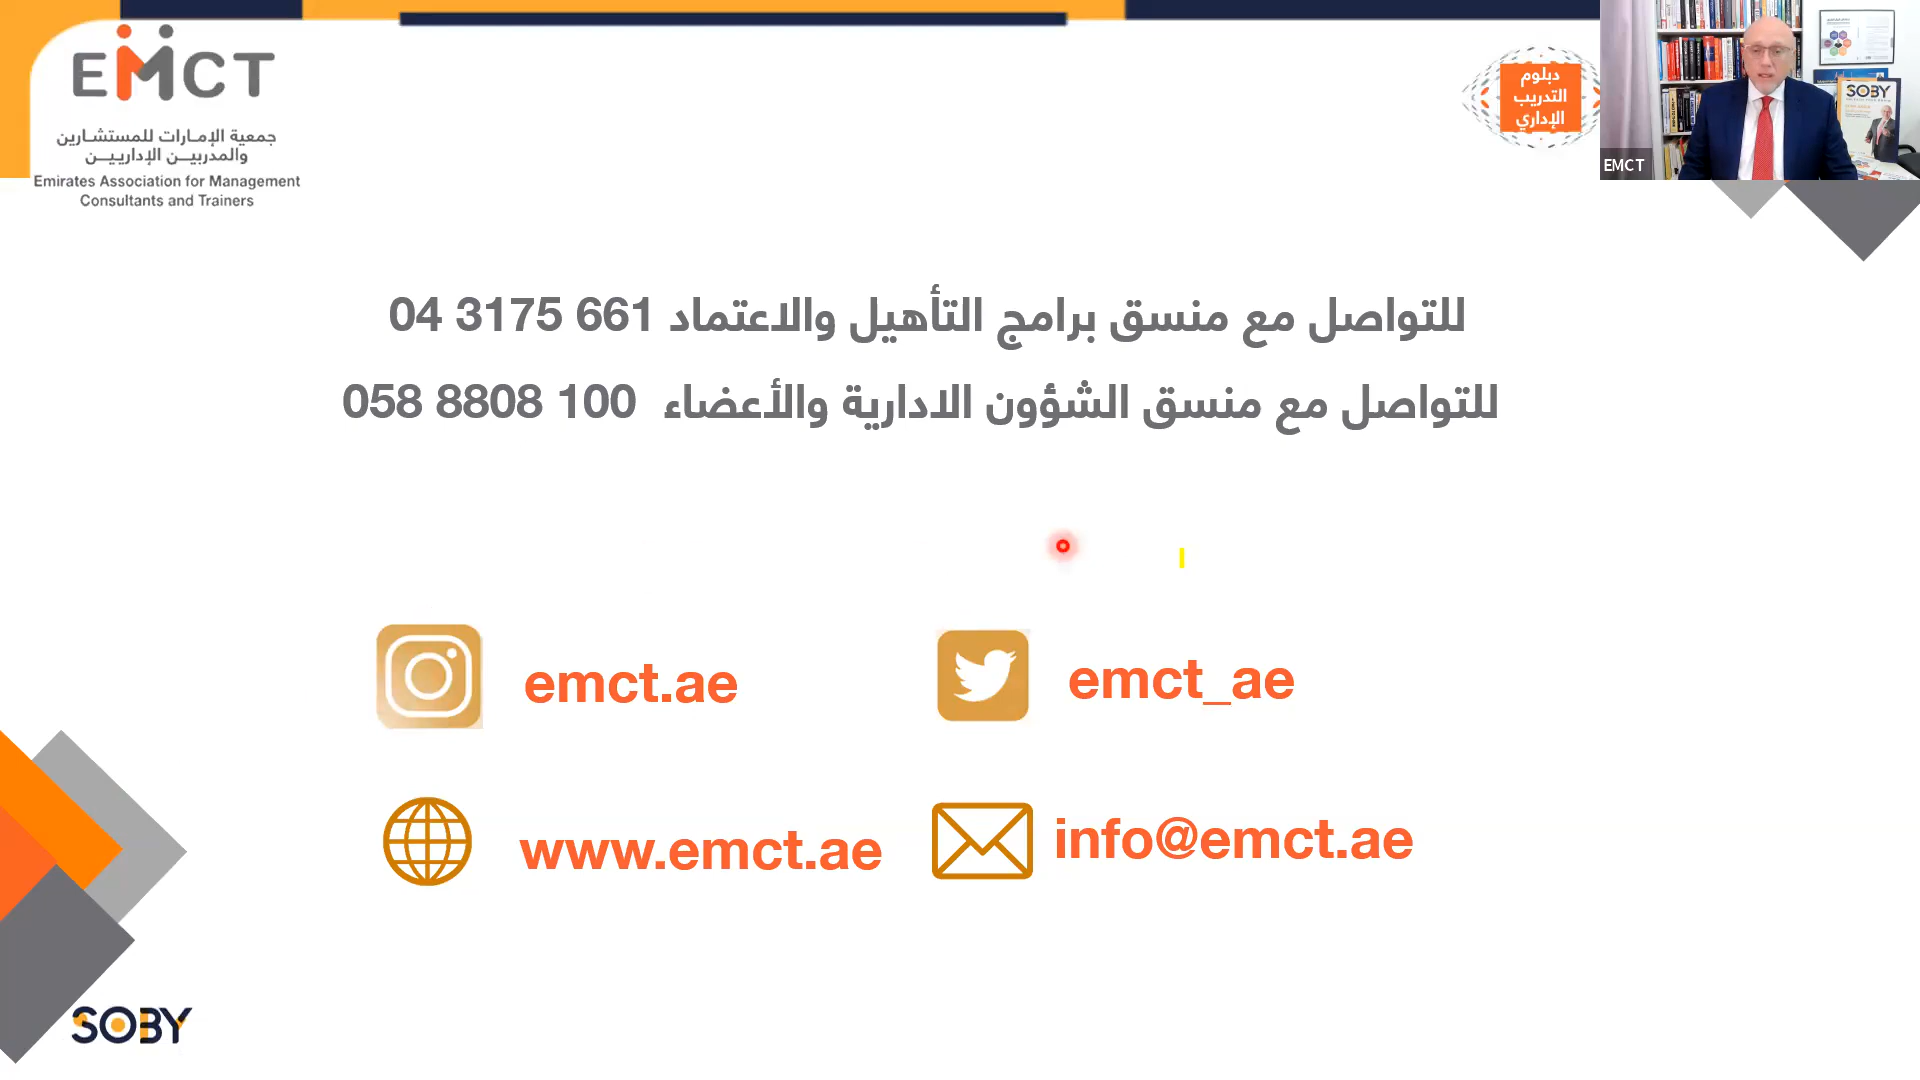 EMCT
جمعية الإمارات للمستشارين
والمدربين الإداريين
Emirates Association for Management
Consultants and Trainers
دبلوم
التدريب
الإداري
SOBY
EMCT
للتواصل مع منسق برامج التأهيل والاعتماد 661 3175 04
للتواصل مع منسق الشؤون الادارية والأعضاء 100 8808 058
emct.ae
emct_ae
www.emct.ae
info@emct.ae
SOBY